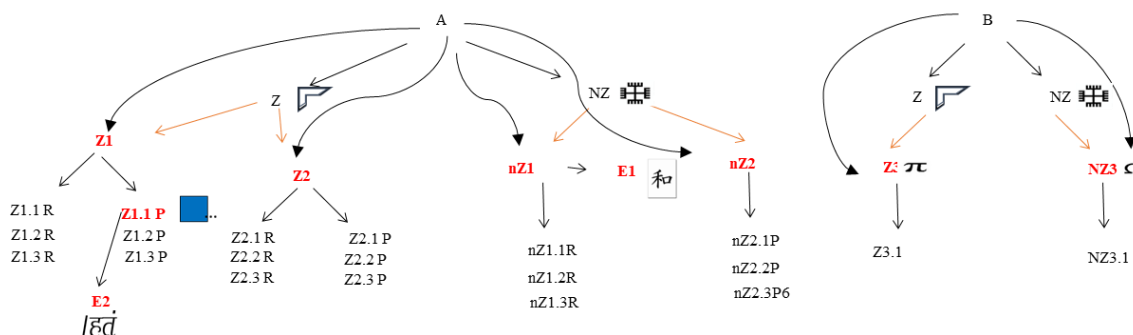 A
B
Z
NZ
Z
NZ
Z1
Z2
nZ1
E1
和
nZ2
Z3
π
NZ3
Z1.1 R
Z1.2 R
Z1.3 R
Z1.1 P
...
Z1.2 P
Z1.3 P
Z2.1 R
Z2.2 R
Z2.3 R
Z2.1 P
Z2.2 P
Z2.3 P
nZ1.1R
nZ1.2R
nZ1.3R
nZ2.1P
nZ2.2P
nZ2.3P6
Z3.1
NZ3.1
E2